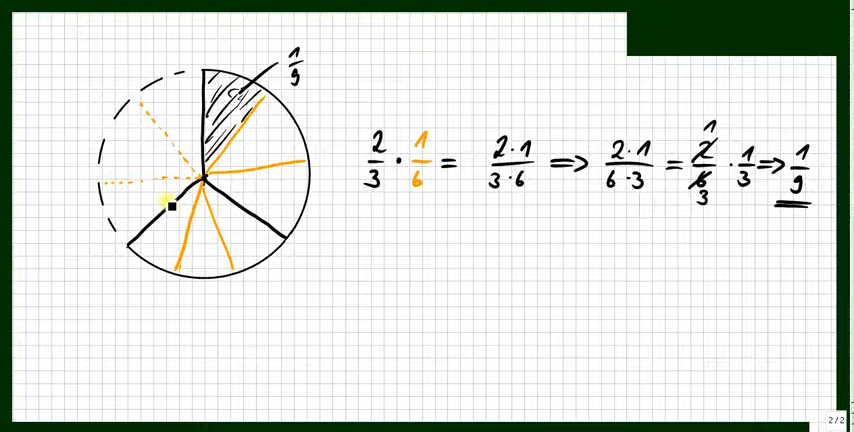 1/9
2/3 · 1/6 = 2·1/3·6 => 2·1/6·3 = 2/6 1/3 · 1/3 => 1/9
2/2